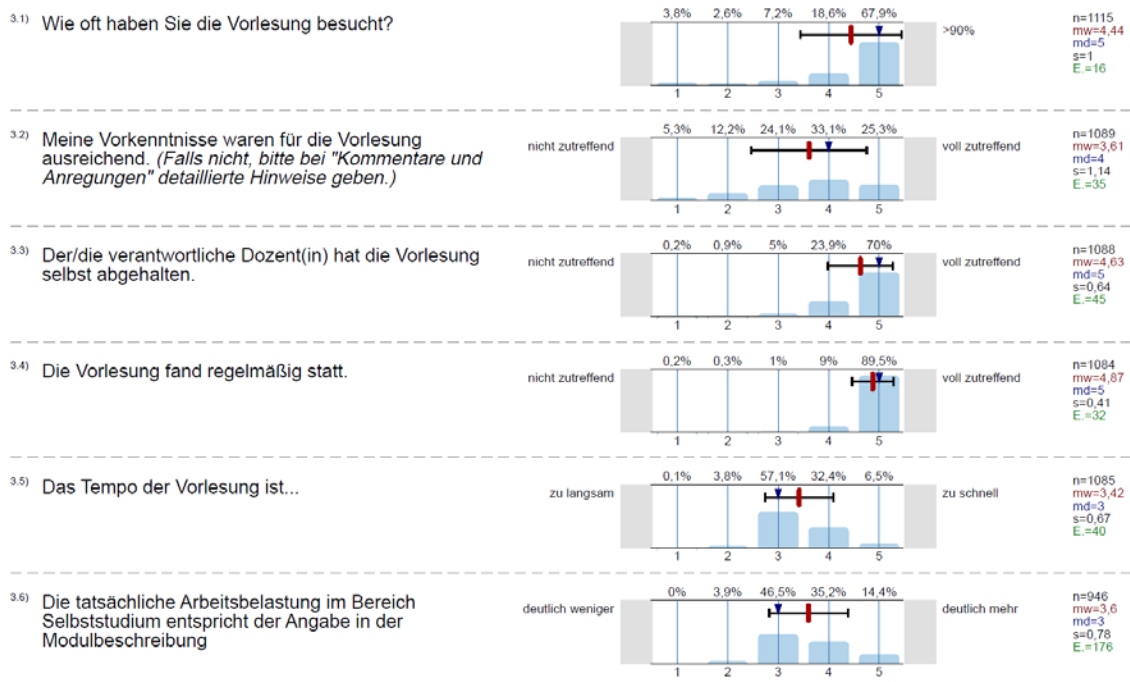 3.1) Wie oft haben Sie die Vorlesung besucht?
3,8% 2,6% 7,2% 18,6% 67,9%
>90%
1 2 3 4 5
n=1115
mw=4,44
md=5
s=1
E.=16
3.2) Meine Vorkenntnisse waren für die Vorlesung
ausreichend. (Falls nicht, bitte bei "Kommentare und
Anregungen" detaillierte Hinweise geben.)
nicht zutreffend
5,3% 12,2% 24,1% 33,1% 25,3%
voll zutreffend
1 2 3 4 5
n=1089
mw=3,61
md=4
s=1,14
E.=35
3.3) Der/die verantwortliche Dozent(in) hat die Vorlesung
selbst abgehalten.
nicht zutreffend
0,2% 0,9% 5% 23,9% 70%
voll zutreffend
1 2 3 4 5
n=1088
mw=4,63
md=5
s=0,64
E.=45
3.4) Die Vorlesung fand regelmäßig statt.
nicht zutreffend
0,2% 0,3% 1% 9% 89,5%
voll zutreffend
1 2 3 4 5
n=1084
mw=4,87
md=5
s=0,41
E.=32
3.5) Das Tempo der Vorlesung ist...
zu langsam
0,1% 3,8% 57,1% 32,4% 6,5%
zu schnell
1 2 3 4 5
n=1085
mw=3,42
md=3
s=0,67
E.=40
3.6) Die tatsächliche Arbeitsbelastung im Bereich
Selbststudium entspricht der Angabe in der
Modulbeschreibung
deutlich weniger
0% 3,9% 46,5% 35,2% 14,4%
deutlich mehr
1 2 3 4 5
n=946
mw=3,6
md=3
s=0,78
E.=176